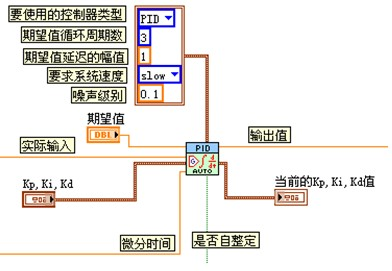 要使用的控制器类型
PID
期望值循环周期数
3
期望值延迟的幅值
1
要求系统速度
slow
噪声级别
0.1
期望值
DBL
实际输入
PID
AUTO
输出值
Kp,Ki,Kd
当前的Kp,Ki,Kd值
微分时间
是否自整定